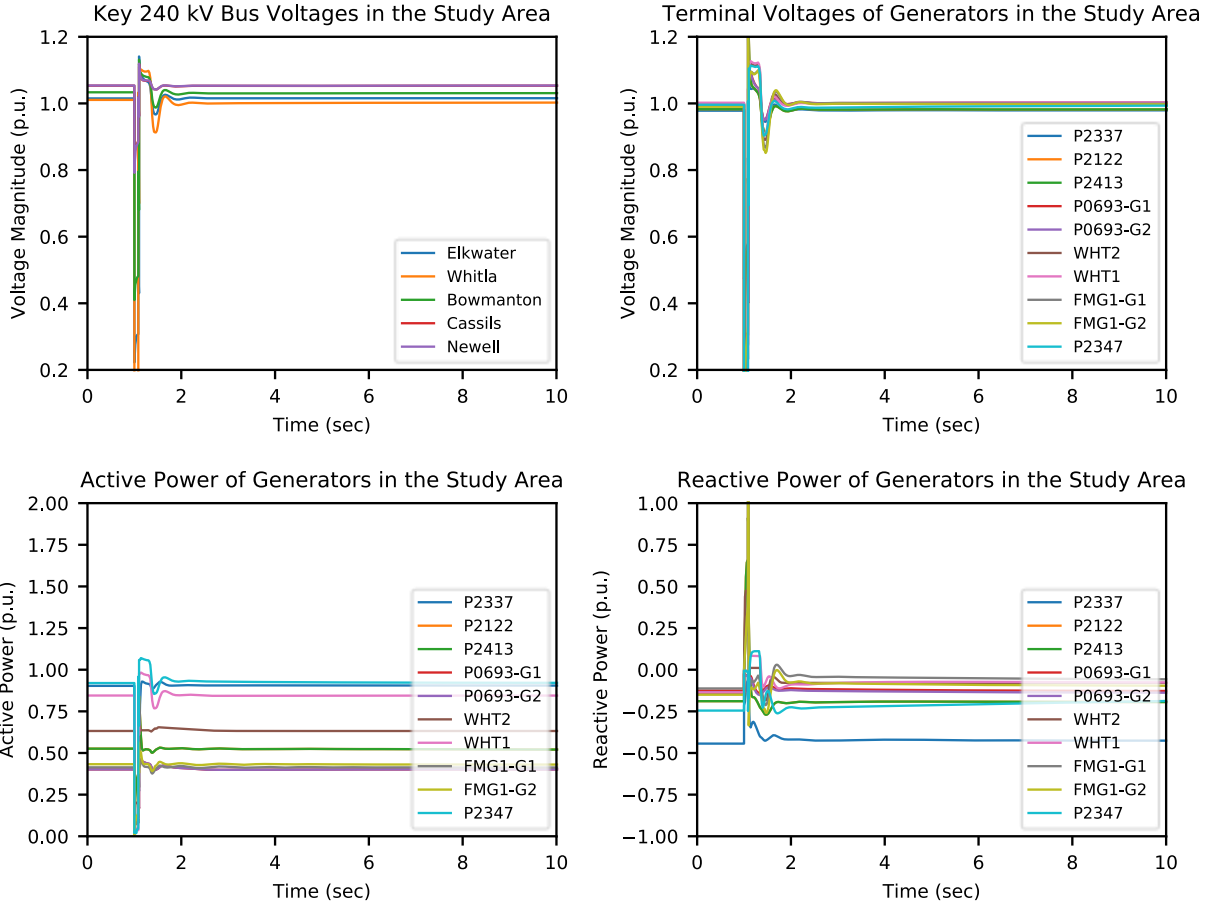 Key 240 kV Bus Voltages in the Study Area
1.2
1.0
0.8
0.6
0.4
0.2
Voltage Magnitude (p.u.)
Elkwater
Whitla
Bowmanton
Cassils
Newell
0 2 4 6 8 10
Time (sec)
Terminal Voltages of Generators in the Study Area
1.2
1.0
0.8
0.6
0.4
0.2
Voltage Magnitude (p.u.)
P2337
P2122
P2413
P0693-G1
P0693-G2
WHT2
WHT1
FMG1-G1
FMG1-G2
P2347
0 2 4 6 8 10
Time (sec)
Active Power of Generators in the Study Area
2.00
1.75
1.50
1.25
1.00
0.75
0.50
0.25
0.00
Active Power (p.u.)
P2337
P2122
P2413
P0693-G1
P0693-G2
WHT2
WHT1
FMG1-G1
FMG1-G2
P2347
0 2 4 6 8 10
Time (sec)
Reactive Power of Generators in the Study Area
1.00
0.75
0.50
0.25
0.00
−0.25
−0.50
−0.75
−1.00
Reactive Power (p.u.)
P2337
P2122
P2413
P0693-G1
P0693-G2
WHT2
WHT1
FMG1-G1
FMG1-G2
P2347
0 2 4 6 8 10
Time (sec)